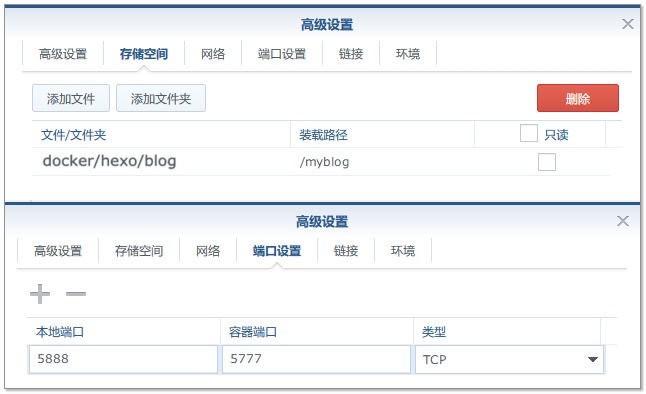 高级设置
高级设置 存储空间 网络 端口设置 链接 环境
添加文件 添加文件夹 删除
文件/文件夹 装载路径 只读
docker/hexo/blog /myblog
高级设置
高级设置 存储空间 网络 端口设置 链接 环境
本地端口 容器端口 类型
5888 5777 TCP